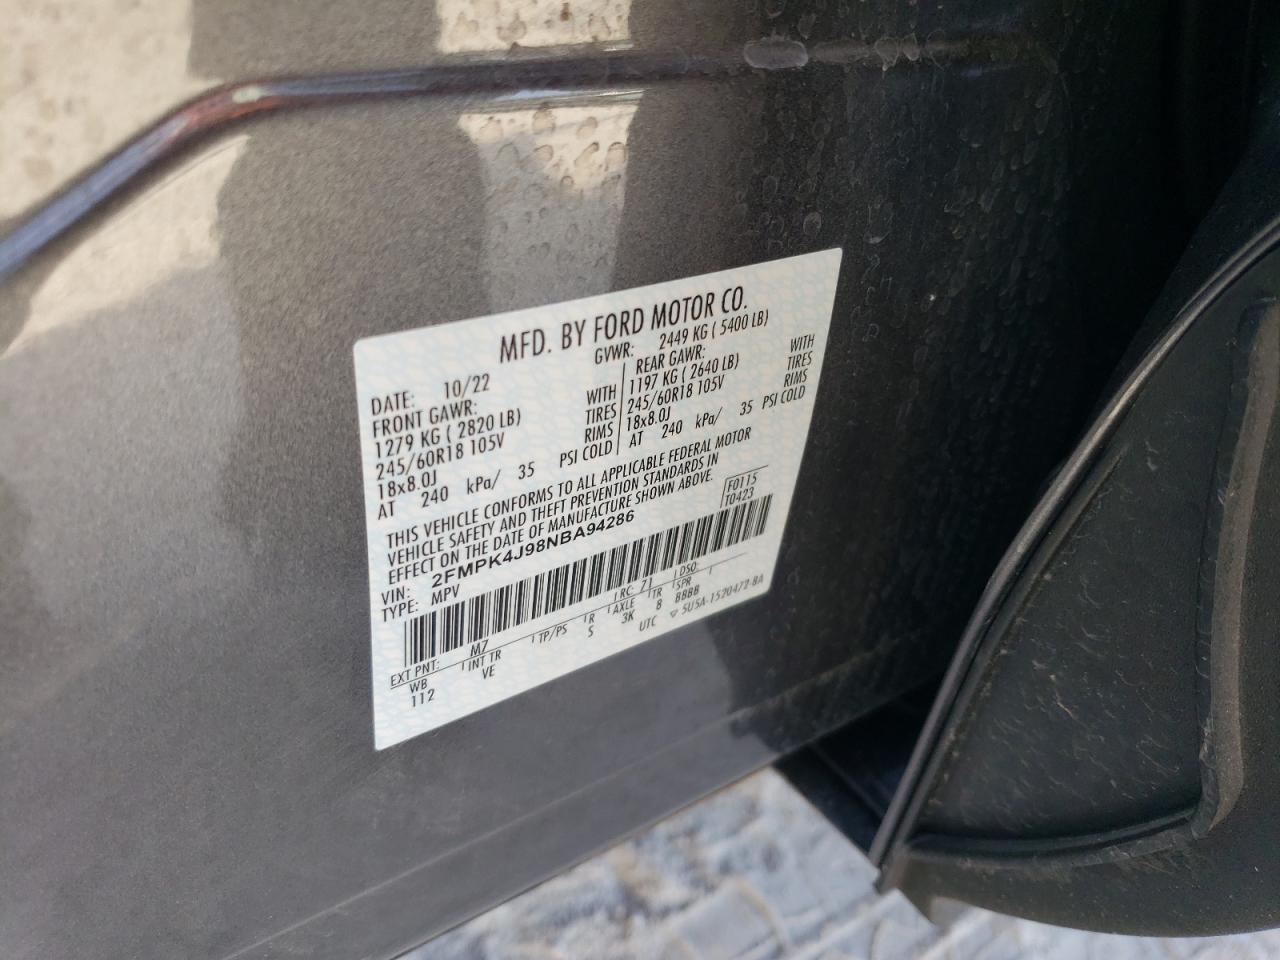 MFD. BY FORD MOTOR CO.
DATE: 10/22 GVWR: 2449 KG ( 5400 LB)
FRONT GAWR: REAR GAWR:
1279 KG ( 2820 LB) WITH 1197 KG ( 2640 LB) WITH
245/60R18 105V TIRES 245/60R18 105V TIRES
18x8.0J RIMS 18x8.0J RIMS
AT 240 kPa/ 35 PSI COLD AT 240 kPa/ 35 PSI COLD
THIS VEHICLE CONFORMS TO ALL APPLICABLE FEDERAL MOTOR
VEHICLE SAFETY AND THEFT PREVENTION STANDARDS IN
EFFECT ON THE DATE OF MANUFACTURE SHOWN ABOVE.
VIN: 2FMPK4J98NBA94286 F0115
TYPE: MPV T0423
EXT PNT: M7 RC: 71 DSO:
WB INT TR TP/PS R AXLE TR SPR
112 VE S 3K 8 BBBB
UTC ▽ 5U5A-1520472-BA